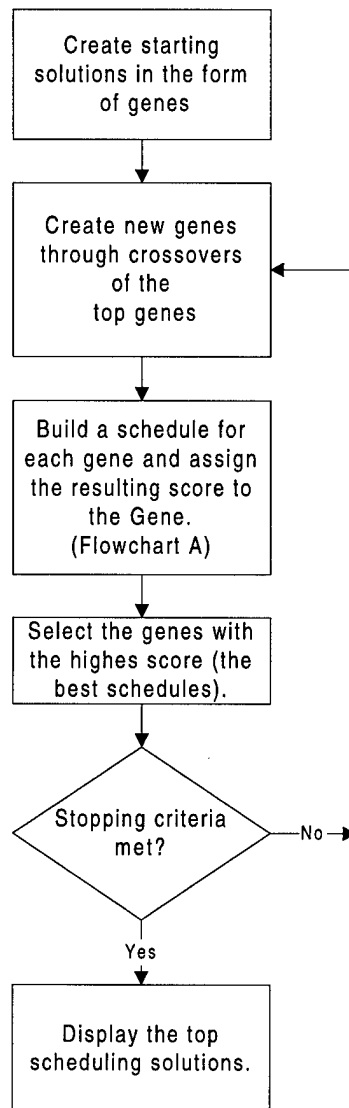 Create starting
solutions in the form
of genes
Create new genes
through crossovers
of the
top genes
Build a schedule for
each gene and assign
the resulting score to
the Gene.
(Flowchart A)
Select the genes with
the highes score (the
best schedules).
Stopping criteria
met?
No
Yes
Display the top
scheduling solutions.